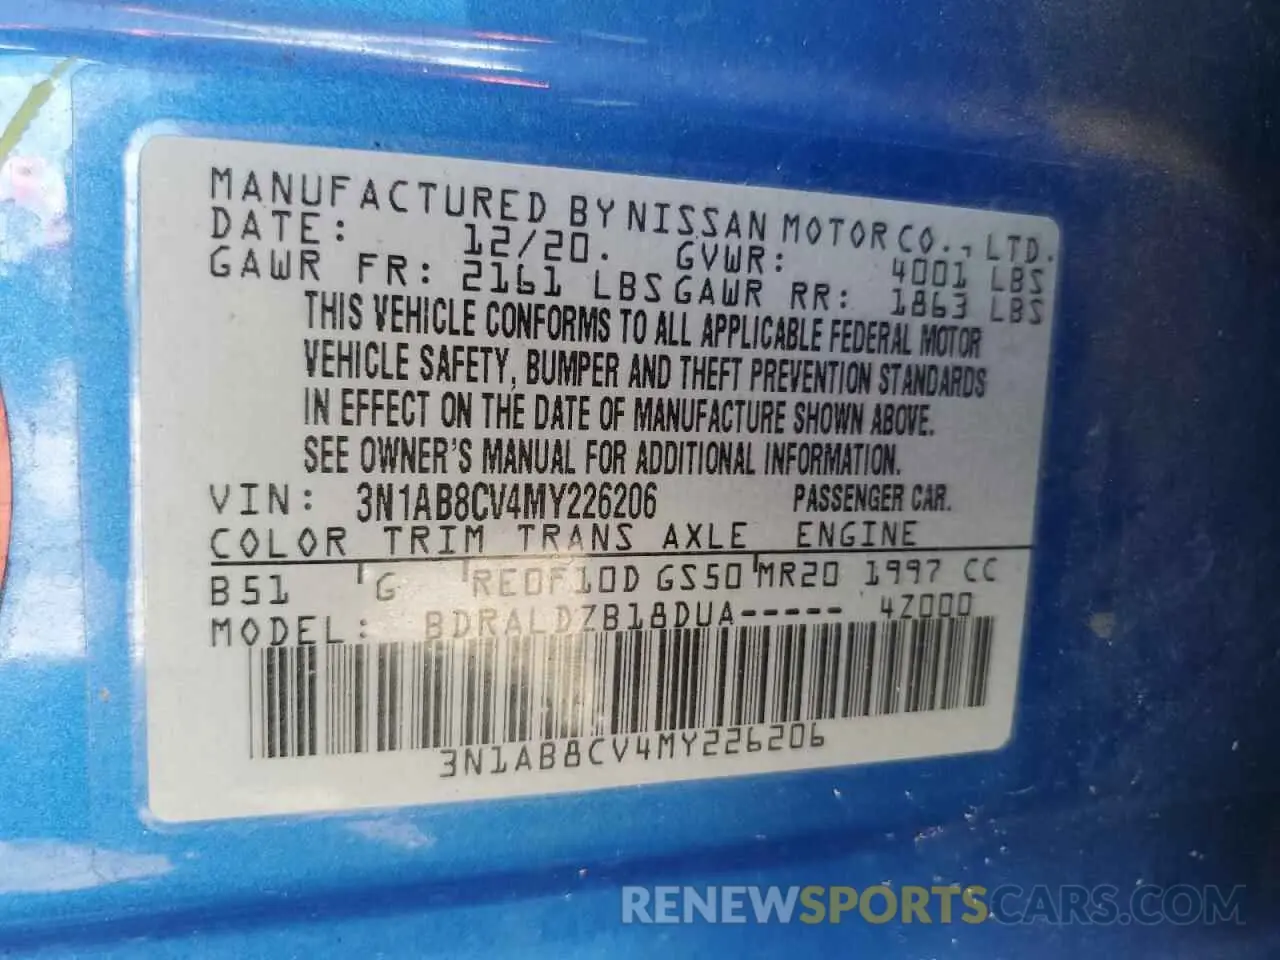 MANUFACTURED BY NISSAN MOTOR CO., LTD.
DATE: 12/20. GVWR: 4001 LBS
GAWR FR: 2161 LBS GAWR RR: 1863 LBS
THIS VEHICLE CONFORMS TO ALL APPLICABLE FEDERAL MOTOR
VEHICLE SAFETY, BUMPER AND THEFT PREVENTION STANDARDS
IN EFFECT ON THE DATE OF MANUFACTURE SHOWN ABOVE.
SEE OWNER'S MANUAL FOR ADDITIONAL INFORMATION.
VIN: 3N1AB8CV4MY226206 PASSENGER CAR.
COLOR TRIM TRANS AXLE ENGINE
B51 G RE0F10D GS50 MR20 1997 CC
MODEL: BDRALDZB18DUA----- 4Z000
3N1AB8CV4MY226206
RENEWSPORTSCARS.COM